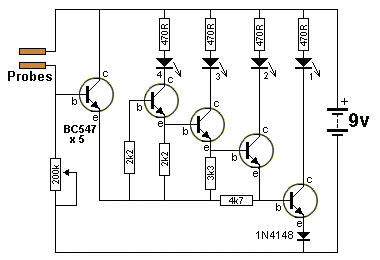 470R 470R 470R 470R
4 3 2 1
Probes
c c c c c
b b b b b
e e e e e
BC547
x 5
+
9v
200k
2k2
2k2
3k3
4k7
1N4148